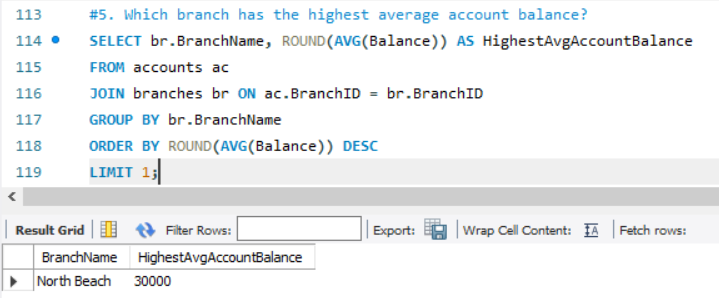 113 #5. Which branch has the highest average account balance?
114 SELECT br.BranchName, ROUND(AVG(Balance)) AS HighestAvgAccountBalance
115 FROM accounts ac
116 JOIN branches br ON ac.BranchID = br.BranchID
117 GROUP BY br.BranchName
118 ORDER BY ROUND(AVG(Balance)) DESC
119 LIMIT 1;
Result Grid Filter Rows: Export: Wrap Cell Content: IA Fetch rows:
BranchName HighestAvgAccountBalance
North Beach 30000